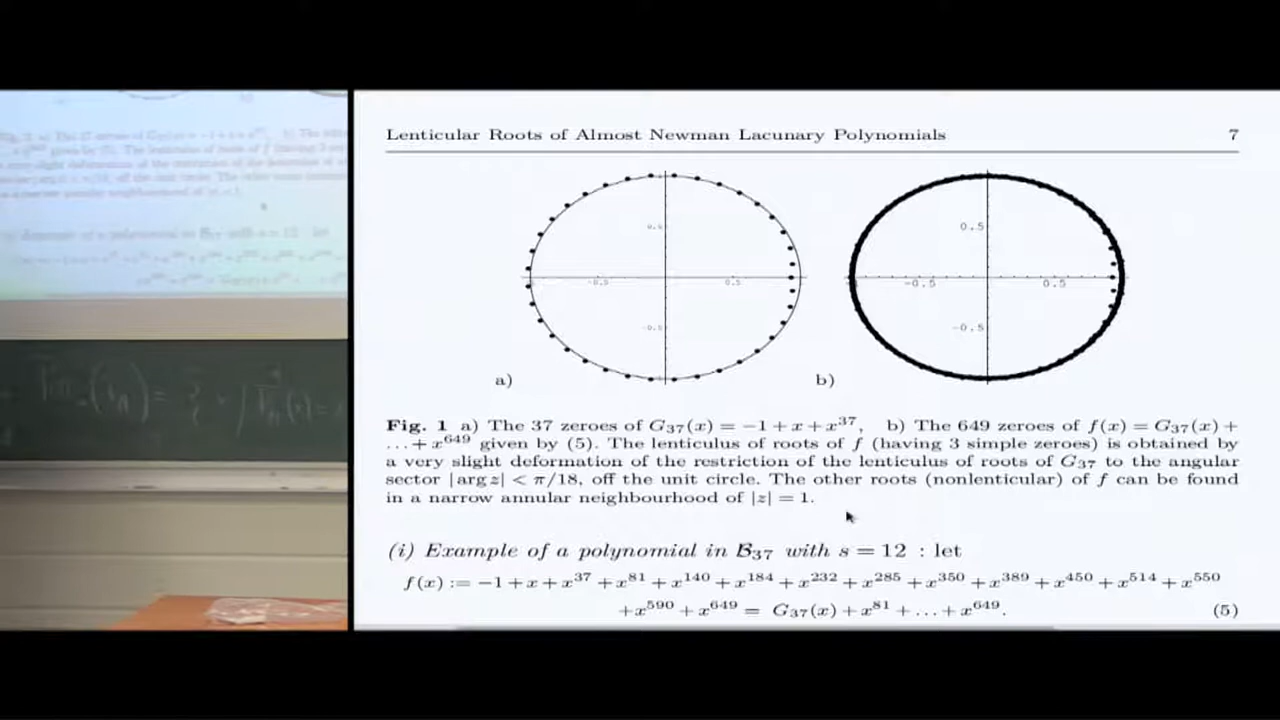 Lenticular Roots of Almost Newman Lacunary Polynomials 7
0.5
-0.5 0.5
-0.5
a)
0.5
-0.5 0.5
-0.5
b)
Fig. 1 a) The 37 zeroes of G₃₇(x) = −1 + x + x³⁷, b) The 649 zeroes of f(x) = G₃₇(x) +
… + x⁶⁴⁹ given by (5). The lenticulus of roots of f (having 3 simple zeroes) is obtained by
a very slight deformation of the restriction of the lenticulus of roots of G₃₇ to the angular
sector |arg z| < π/18, off the unit circle. The other roots (nonlenticular) of f can be found
in a narrow annular neighbourhood of |z| = 1.
(i) Example of a polynomial in B₃₇ with s = 12 : let
f(x) := −1 + x + x³⁷ + x⁸¹ + x¹⁴⁰ + x¹⁸⁴ + x²³² + x²⁸⁵ + x³⁵⁰ + x³⁸⁹ + x⁴⁵⁰ + x⁵¹⁴ + x⁵⁵⁰
+x⁵⁹⁰ + x⁶⁴⁹ = G₃₇(x) + x⁸¹ + … + x⁶⁴⁹. (5)